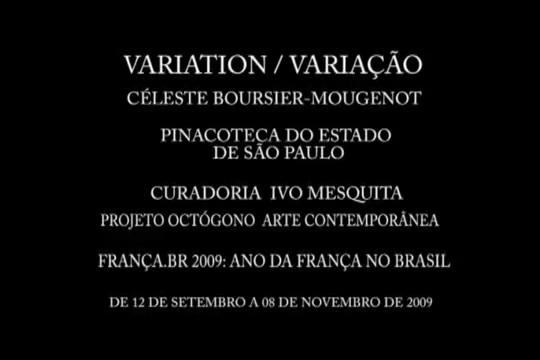 VARIATION / VARIAÇÃO
CÉLESTE BOURSIER-MOUGENOT
PINACOTECA DO ESTADO
DE SÃO PAULO
CURADORIA IVO MESQUITA
PROJETO OCTÓGONO ARTE CONTEMPORÂNEA
FRANÇA.BR 2009: ANO DA FRANÇA NO BRASIL
DE 12 DE SETEMBRO A 08 DE NOVEMBRO DE 2009